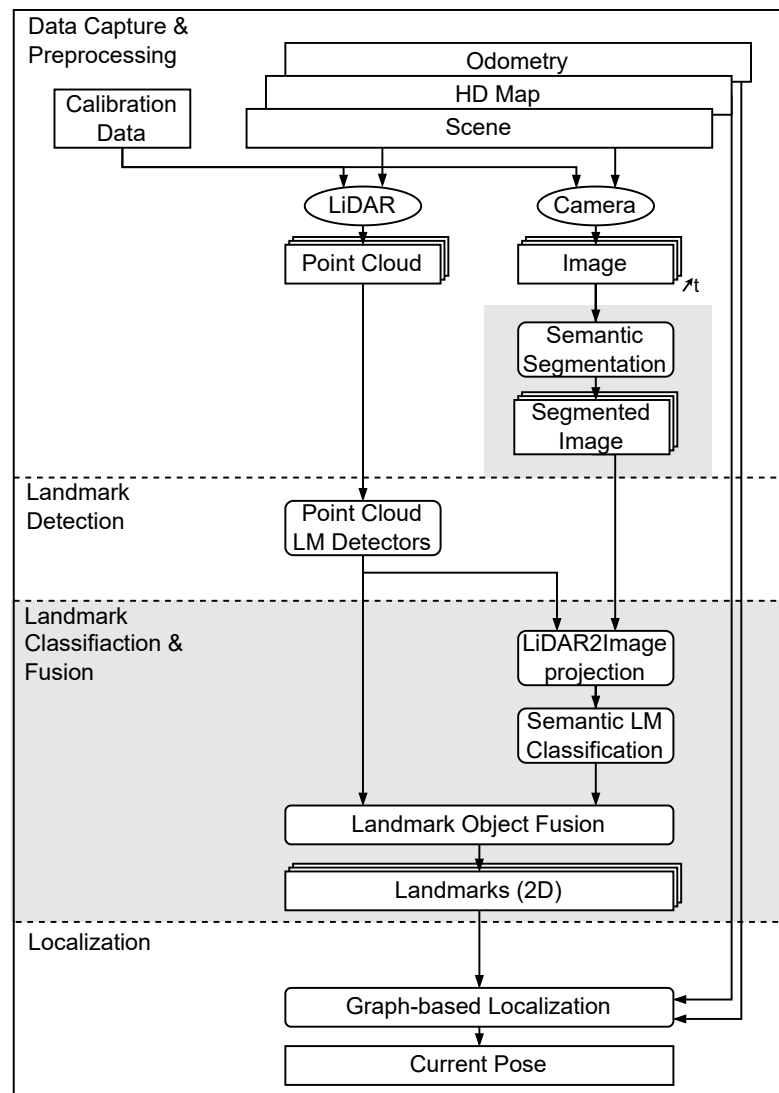 Data Capture &
Preprocessing
Odometry
HD Map
Scene
Calibration
Data
LiDAR
Camera
Point Cloud
Image
t
Semantic
Segmentation
Segmented
Image
Landmark
Detection
Point Cloud
LM Detectors
Landmark
Classifiaction &
Fusion
LiDAR2Image
projection
Semantic LM
Classification
Landmark Object Fusion
Landmarks (2D)
Localization
Graph-based Localization
Current Pose